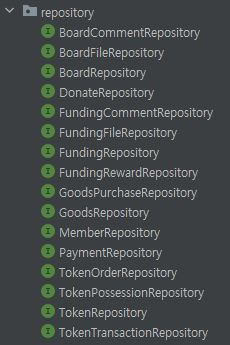 repository
BoardCommentRepository
BoardFileRepository
BoardRepository
DonateRepository
FundingCommentRepository
FundingFileRepository
FundingRepository
FundingRewardRepository
GoodsPurchaseRepository
GoodsRepository
MemberRepository
PaymentRepository
TokenOrderRepository
TokenPossessionRepository
TokenRepository
TokenTransactionRepository